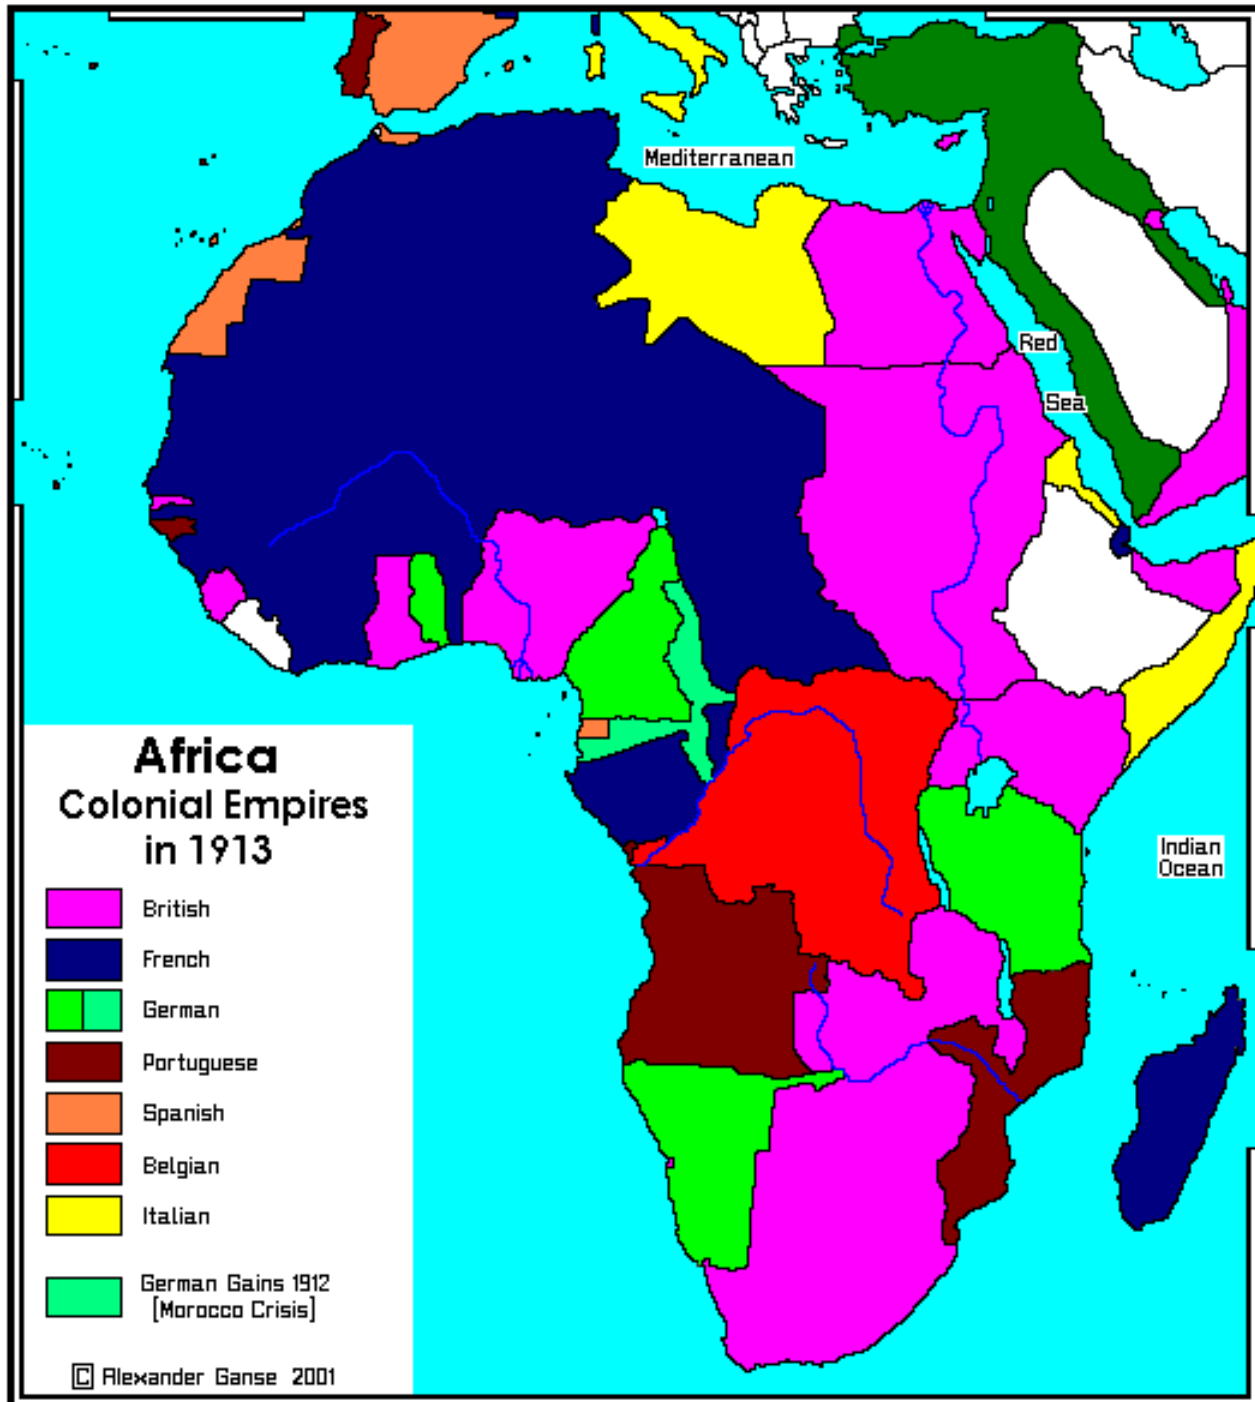 Mediterranean
Red
Sea
Indian
Ocean
Africa
Colonial Empires
in 1913
British
French
German
Portuguese
Spanish
Belgian
Italian
German Gains 1912
[Morocco Crisis]
C Alexander Ganse 2001